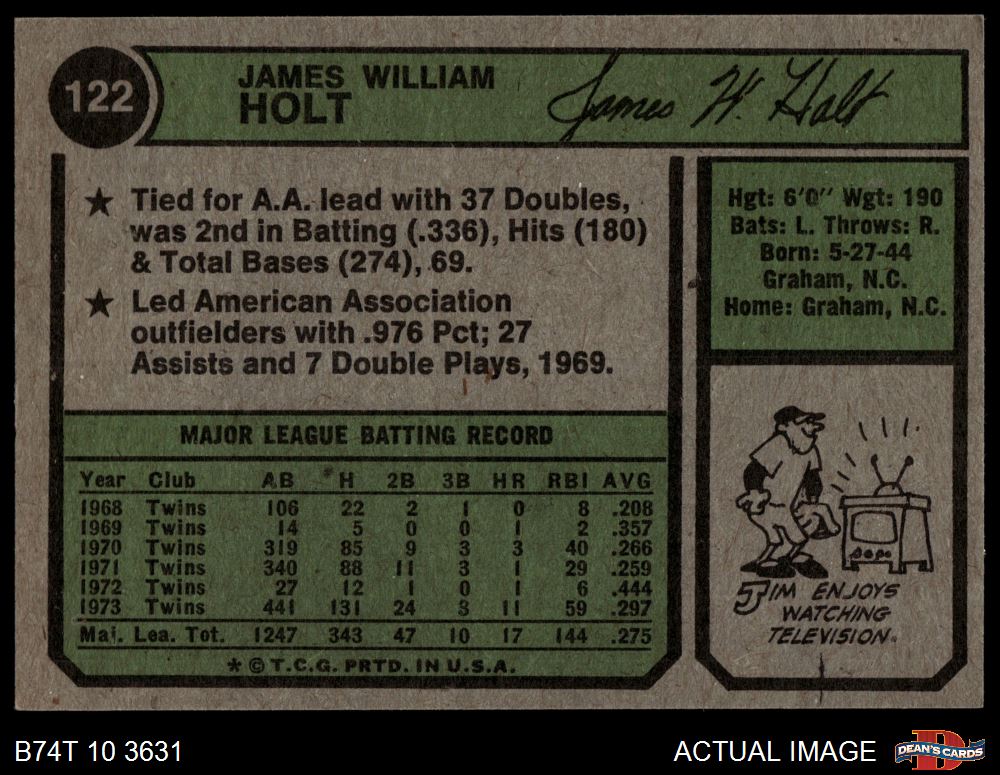 122
JAMES WILLIAM
HOLT
James W. Holt
★ Tied for A.A. lead with 37 Doubles,
was 2nd in Batting (.336), Hits (180)
& Total Bases (274), 69.
★ Led American Association
outfielders with .976 Pct; 27
Assists and 7 Double Plays, 1969.
Hgt: 6'0" Wgt: 190
Bats: L. Throws: R.
Born: 5-27-44
Graham, N.C.
Home: Graham, N.C.
MAJOR LEAGUE BATTING RECORD
Year Club AB H 2B 3B HR RBI AVG
1968 Twins 106 22 2 1 0 8 .208
1969 Twins 14 5 0 0 1 2 .357
1970 Twins 319 85 9 3 3 40 .266
1971 Twins 340 88 11 3 1 29 .259
1972 Twins 27 12 1 0 1 6 .444
1973 Twins 441 131 24 3 11 59 .297
Maj. Lea. Tot. 1247 343 47 10 17 144 .275
* © T.C.G. PRTD. IN U.S.A.
JIM ENJOYS
WATCHING
TELEVISION.
B74T 10 3631
ACTUAL IMAGE
D
DEAN'S CARDS